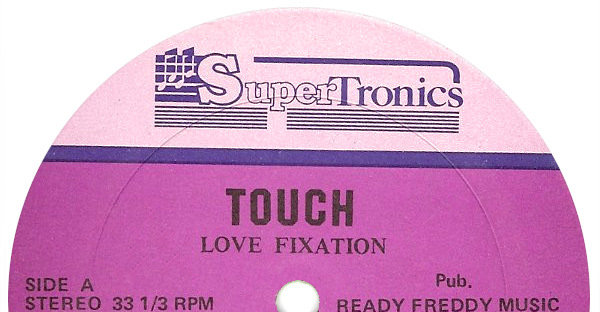 SuperTronics
TOUCH
LOVE FIXATION
SIDE A
STEREO 33 1/3 RPM
Pub.
READY FREDDY MUSIC